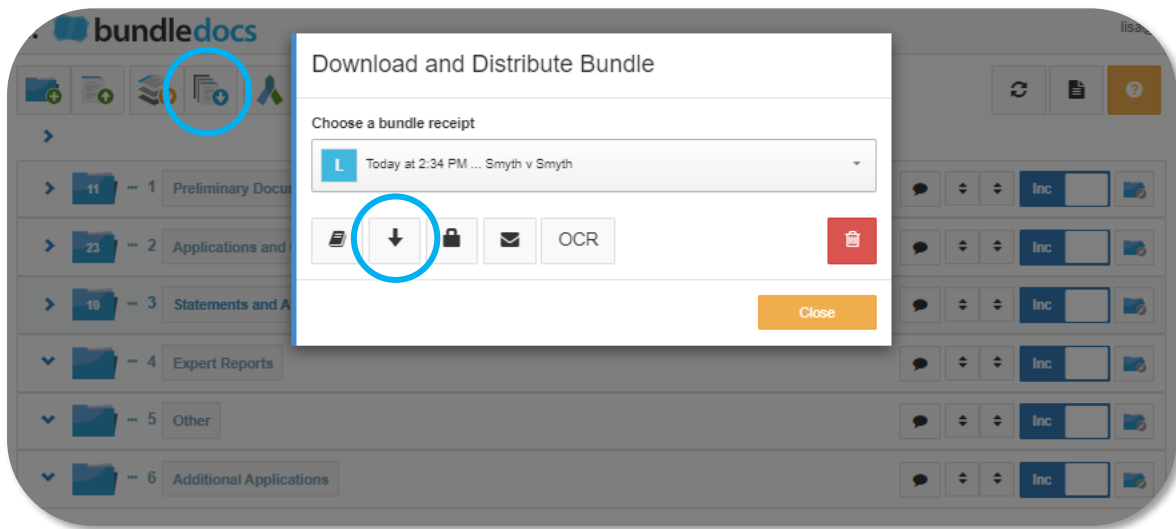 bundledocs
lisa
Download and Distribute Bundle
Choose a bundle receipt
L Today at 2:34 PM ... Smyth v Smyth
OCR
Close
11 1 Preliminary Docu Inc
23 2 Applications and Inc
10 3 Statements and A Inc
4 Expert Reports Inc
5 Other Inc
6 Additional Applications Inc